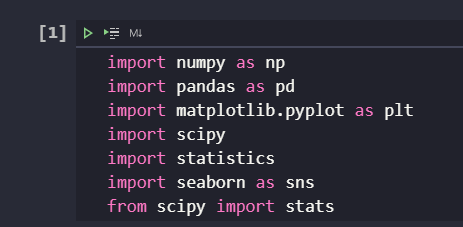 [1]
M↓
import numpy as np
import pandas as pd
import matplotlib.pyplot as plt
import scipy
import statistics
import seaborn as sns
from scipy import stats